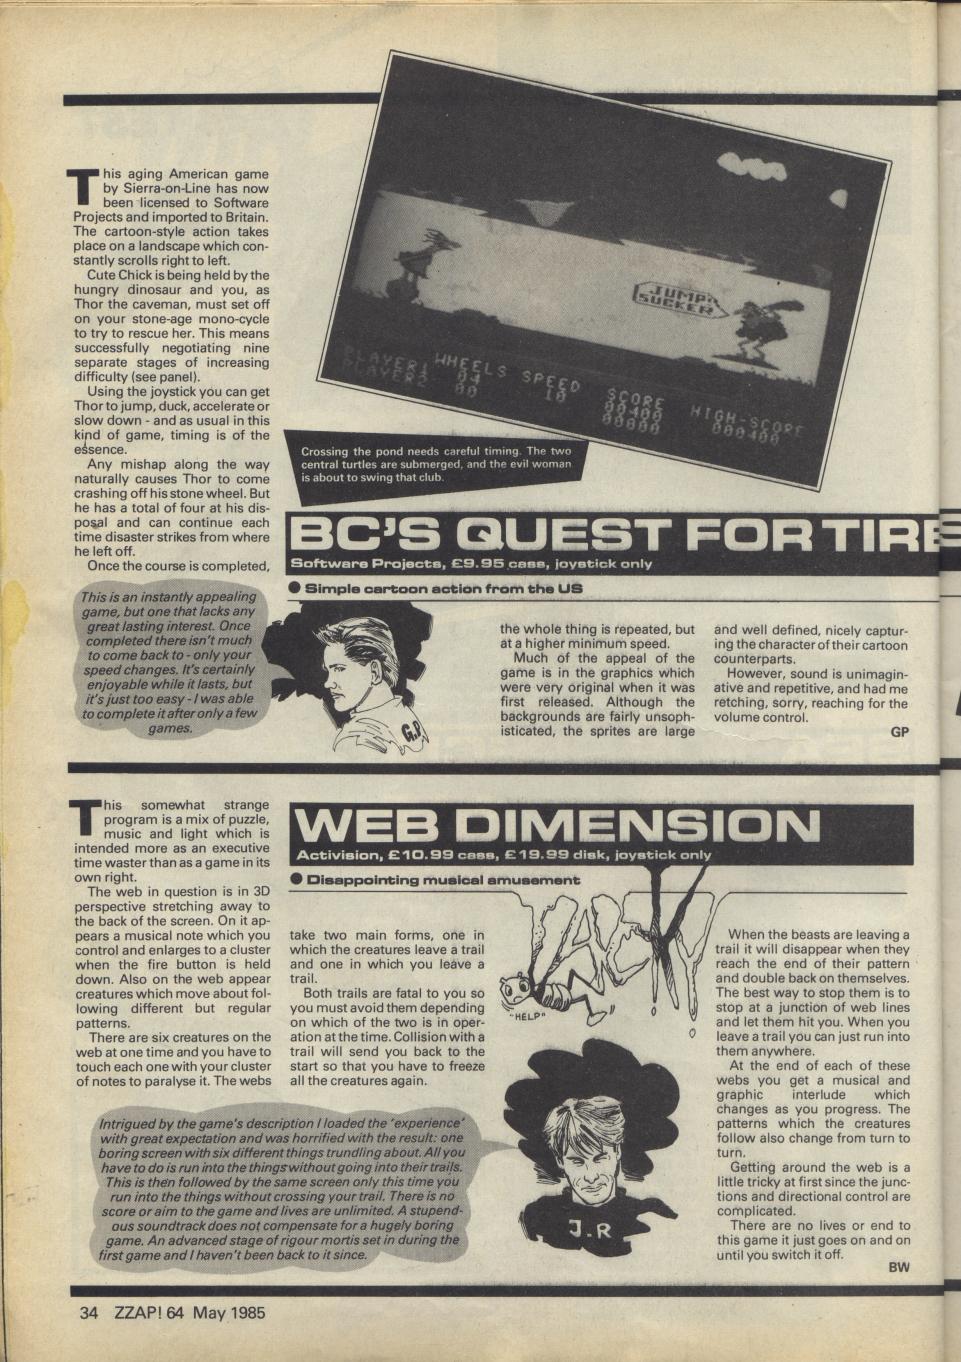 This aging American game
by Sierra-on-Line has now
been licensed to Software
Projects and imported to Britain.
The cartoon-style action takes
place on a landscape which con-
stantly scrolls right to left.
Cute Chick is being held by the
hungry dinosaur and you, as
Thor the caveman, must set off
on your stone-age mono-cycle
to try to rescue her. This means
successfully negotiating nine
separate stages of increasing
difficulty (see panel).
Using the joystick you can get
Thor to jump, duck, accelerate or
slow down - and as usual in this
kind of game, timing is of the
essence.
Any mishap along the way
naturally causes Thor to come
crashing off his stone wheel. But
he has a total of four at his dis-
posal and can continue each
time disaster strikes from where
he left off.
Once the course is completed,
JUMP,
SUCKER!
PLAYER1 WHEELS SPEED SCORE HIGH-SCORE
PLAYER2 04 10 00400 000400
00 00000
Crossing the pond needs careful timing. The two
central turtles are submerged, and the evil woman
is about to swing that club.
BC'S QUEST FOR TIRE
Software Projects, £9.95 cass, joystick only
● Simple cartoon action from the US
This is an instantly appealing
game, but one that lacks any
great lasting interest. Once
completed there isn't much
to come back to - only your
speed changes. It's certainly
enjoyable while it lasts, but
it's just too easy - I was able
to complete it after only a few
games.
G.P
the whole thing is repeated, but
at a higher minimum speed.
Much of the appeal of the
game is in the graphics which
were very original when it was
first released. Although the
backgrounds are fairly unsoph-
isticated, the sprites are large
and well defined, nicely captur-
ing the character of their cartoon
counterparts.
However, sound is unimagin-
ative and repetitive, and had me
retching, sorry, reaching for the
volume control.
GP
This somewhat strange
program is a mix of puzzle,
music and light which is
intended more as an executive
time waster than as a game in its
own right.
The web in question is in 3D
perspective stretching away to
the back of the screen. On it ap-
pears a musical note which you
control and enlarges to a cluster
when the fire button is held
down. Also on the web appear
creatures which move about fol-
lowing different but regular
patterns.
There are six creatures on the
web at one time and you have to
touch each one with your cluster
of notes to paralyse it. The webs
WEB DIMENSION
Activision, £10.99 cass, £19.99 disk, joystick only
● Disappointing musical amusement
take two main forms, one in
which the creatures leave a trail
and one in which you leave a
trail.
Both trails are fatal to you so
you must avoid them depending
on which of the two is in oper-
ation at the time. Collision with a
trail will send you back to the
start so that you have to freeze
all the creatures again.
TACKY
"HELP"
When the beasts are leaving a
trail it will disappear when they
reach the end of their pattern
and double back on themselves.
The best way to stop them is to
stop at a junction of web lines
and let them hit you. When you
leave a trail you can just run into
them anywhere.
At the end of each of these
webs you get a musical and
graphic interlude which
changes as you progress. The
patterns which the creatures
follow also change from turn to
turn.
Getting around the web is a
little tricky at first since the junc-
tions and directional control are
complicated.
There are no lives or end to
this game it just goes on and on
until you switch it off.
BW
Intrigued by the game's description I loaded the 'experience'
with great expectation and was horrified with the result: one
boring screen with six different things trundling about. All you
have to do is run into the things without going into their trails.
This is then followed by the same screen only this time you
run into the things without crossing your trail. There is no
score or aim to the game and lives are unlimited. A stupend-
ous soundtrack does not compensate for a hugely boring
game. An advanced stage of rigour mortis set in during the
first game and I haven't been back to it since.
J.R
34 ZZAP! 64 May 1985